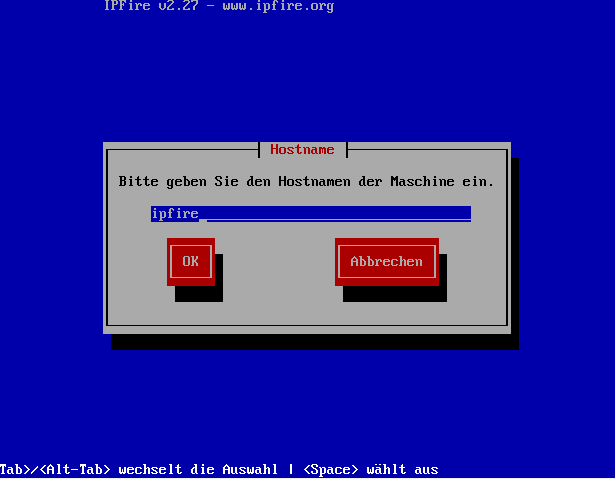 IPFire v2.27 - www.ipfire.org
Hostname
Bitte geben Sie den Hostnamen der Maschine ein.
ipfire
OK Abbrechen
Tab>/<Alt-Tab> wechselt die Auswahl | <Space> wählt aus